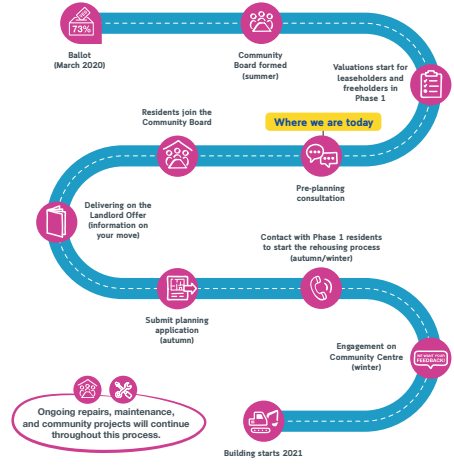 73%
Ballot
(March 2020)
Community
Board formed
(summer)
Valuations start for
leaseholders and
freeholders in
Phase 1
Where we are today
Pre-planning
consultation
Residents join the
Community Board
Delivering on the
Landlord Offer
(information on
your move)
Submit planning
application
(autumn)
Contact with Phase 1 residents
to start the rehousing process
(autumn/winter)
Engagement on
Community Centre
(winter)
WE WANT YOUR
FEEDBACK!
Building starts 2021
Ongoing repairs, maintenance,
and community projects will continue
throughout this process.